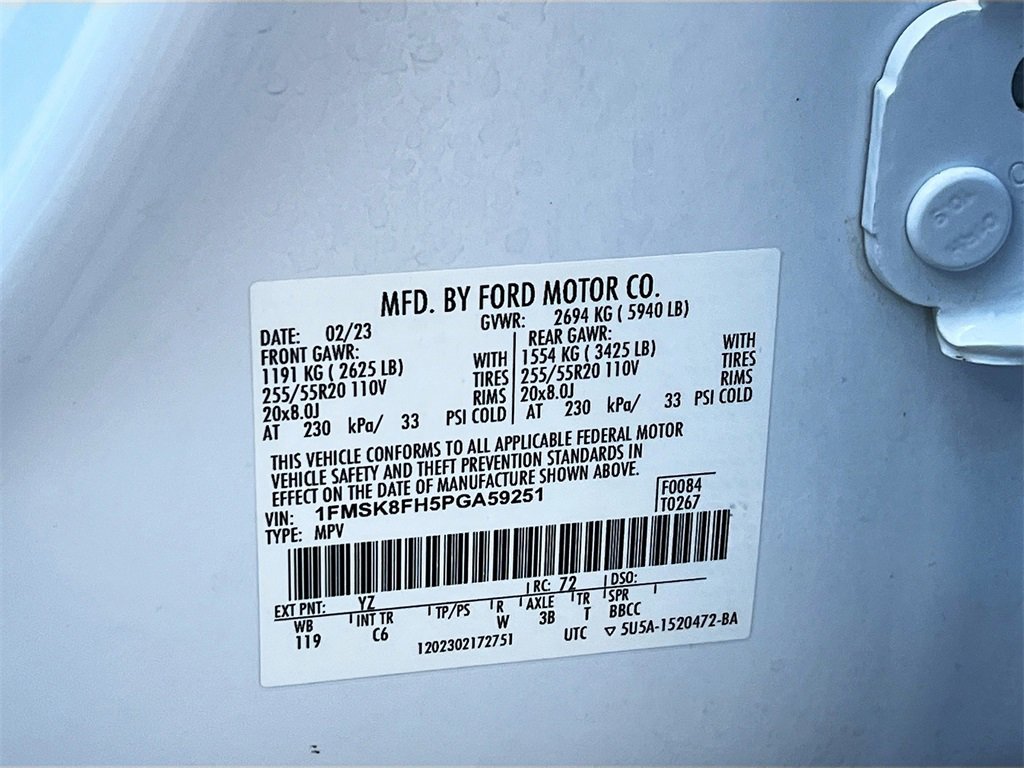 MFD. BY FORD MOTOR CO.
DATE: 02/23 GVWR: 2694 KG ( 5940 LB)
FRONT GAWR: REAR GAWR:
1191 KG ( 2625 LB) WITH 1554 KG ( 3425 LB) WITH
255/55R20 110V TIRES 255/55R20 110V TIRES
20x8.0J RIMS 20x8.0J RIMS
AT 230 kPa/ 33 PSI COLD AT 230 kPa/ 33 PSI COLD
THIS VEHICLE CONFORMS TO ALL APPLICABLE FEDERAL MOTOR
VEHICLE SAFETY AND THEFT PREVENTION STANDARDS IN
EFFECT ON THE DATE OF MANUFACTURE SHOWN ABOVE.
VIN: 1FMSK8FH5PGA59251 F0084
TYPE: MPV T0267
EXT PNT: YZ RC: 72 DSO:
WB INT TR TP/PS R AXLE TR SPR
119 C6 W 3B T BBCC
1202302172751 UTC ▽ 5U5A-1520472-BA